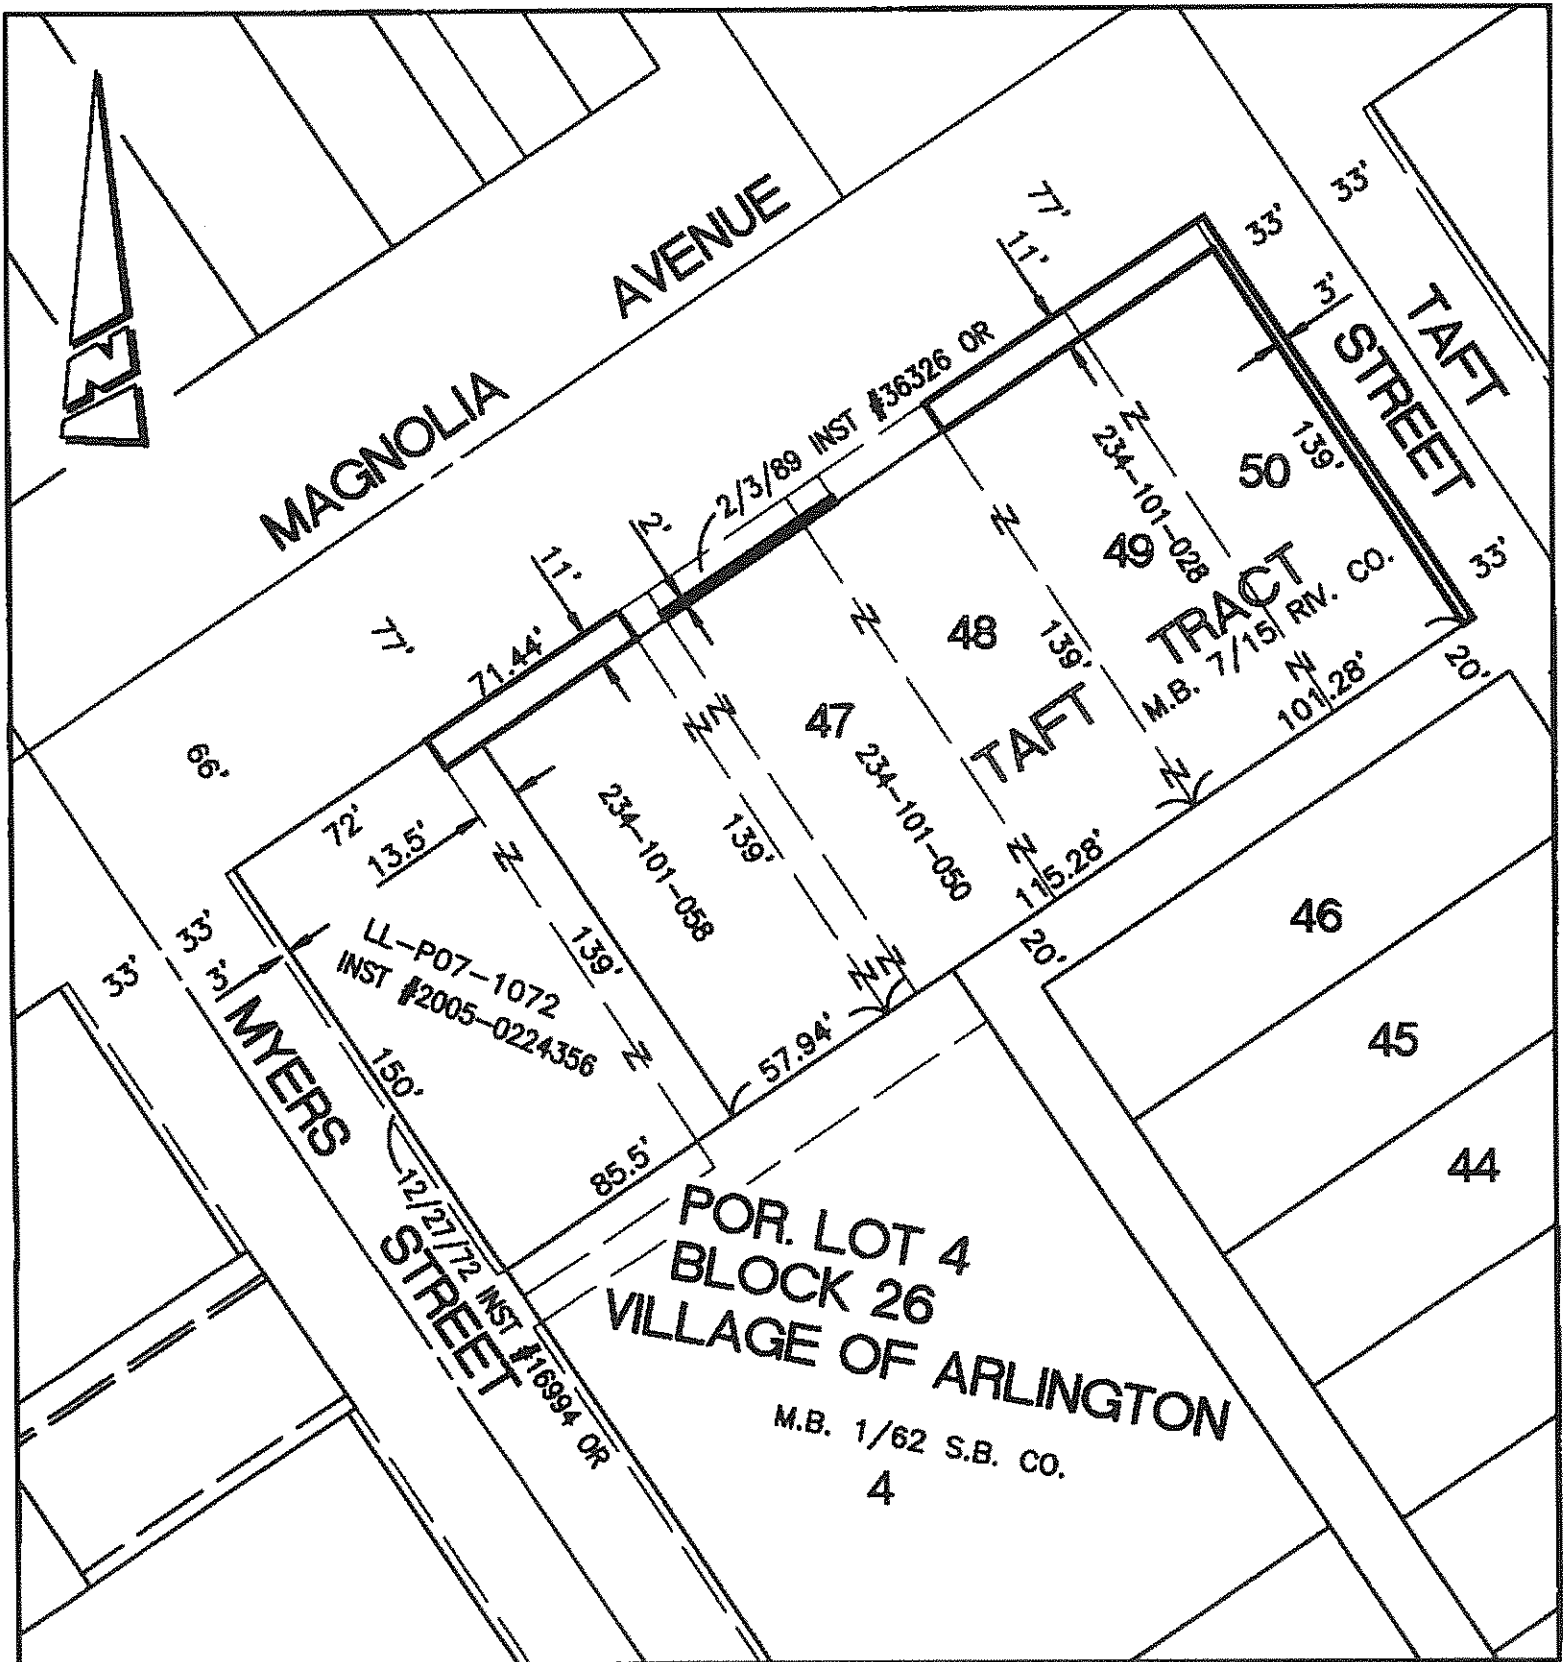 MAGNOLIA AVENUE
77'
11'
33'
33'
3'
TAFT
STREET
2/3/89 INST #36326 OR
139'
50
234-101-028
49
33'
TRACT
M.B. 7/15 RIV. CO.
101.28'
20'
2'
11'
77'
71.44'
48
139'
47
TAFT
234-101-050
115.28'
20'
66'
72'
13.5'
234-101-058
139'
139'
57.94'
33'
33'
3'
LL-P07-1072
INST #2005-0224356
MYERS
STREET
150'
12/27/72 INST #16994 OR
85.5'
46
45
44
POR. LOT 4
BLOCK 26
VILLAGE OF ARLINGTON
M.B. 1/62 S.B. CO.
4